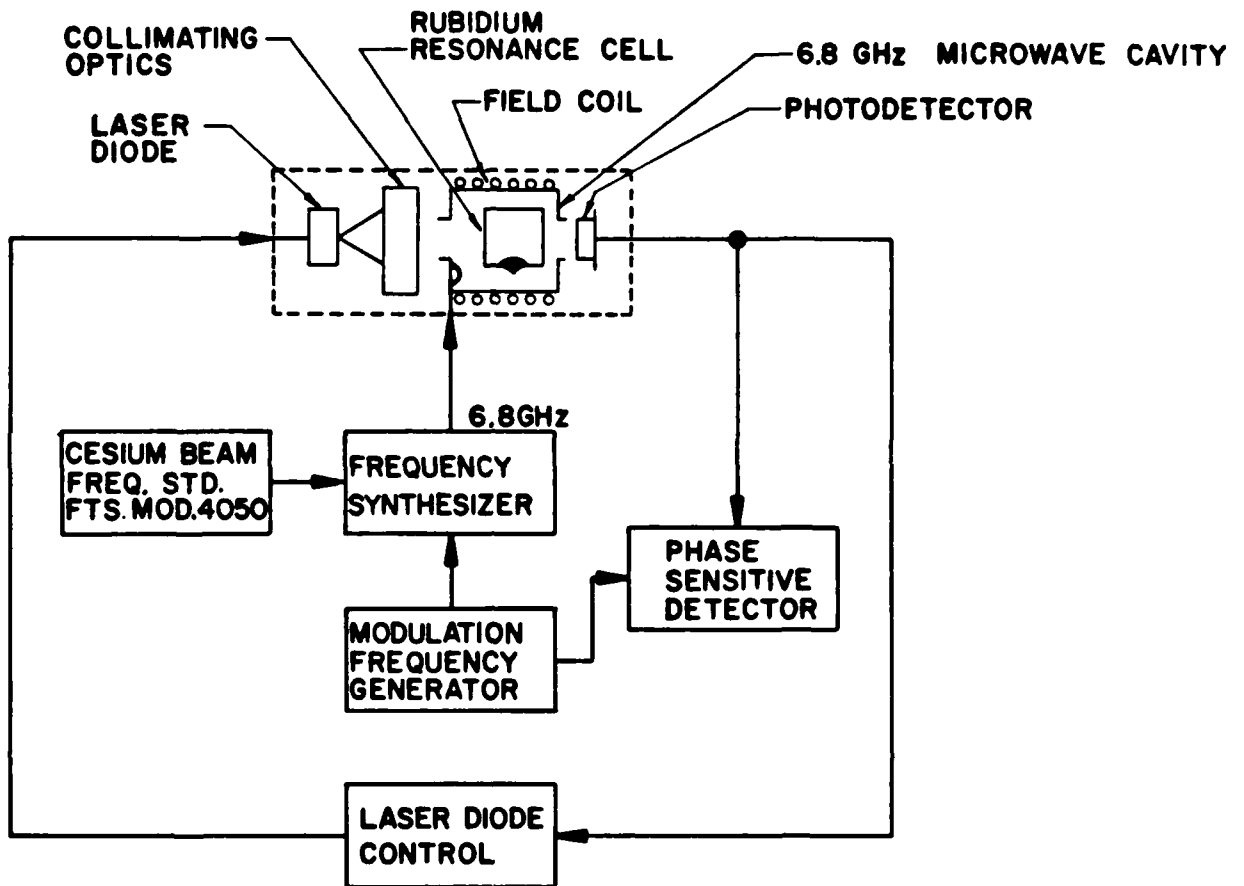 COLLIMATING
OPTICS
RUBIDIUM
RESONANCE CELL
6.8 GHz MICROWAVE CAVITY
FIELD COIL
PHOTODETECTOR
LASER
DIODE
6.8GHz
CESIUM BEAM
FREQ. STD.
FTS. MOD.4050
FREQUENCY
SYNTHESIZER
PHASE
SENSITIVE
DETECTOR
MODULATION
FREQUENCY
GENERATOR
LASER DIODE
CONTROL